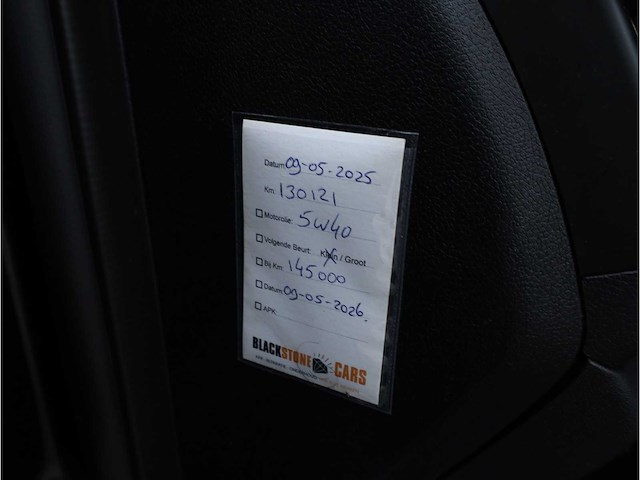 Datum: 09-05-2025
Km: 130121
Motorolie: 5W40
Volgende Beurt: Klein / Groot
Bij Km: 145000
Datum: 09-05-2026.
APK:
BLACKSTONE CARS